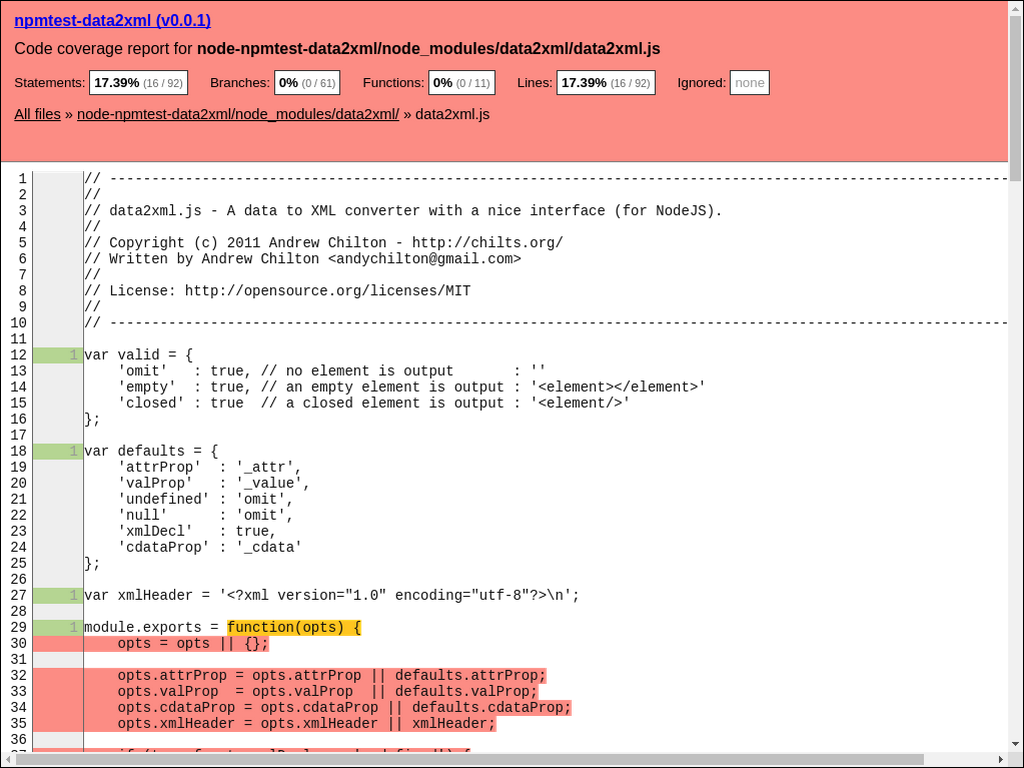 npmtest-data2xml (v0.0.1)
Code coverage report for node-npmtest-data2xml/node_modules/data2xml/data2xml.js
Statements: 17.39% (16 / 92) Branches: 0% (0 / 61) Functions: 0% (0 / 11) Lines: 17.39% (16 / 92) Ignored: none
All files » node-npmtest-data2xml/node_modules/data2xml/ » data2xml.js
1 // -----------------------------------------------------------------------------------------------------------
2 //
3 // data2xml.js - A data to XML converter with a nice interface (for NodeJS).
4 //
5 // Copyright (c) 2011 Andrew Chilton - http://chilts.org/
6 // Written by Andrew Chilton <andychilton@gmail.com>
7 //
8 // License: http://opensource.org/licenses/MIT
9 //
10 // -----------------------------------------------------------------------------------------------------------
11
12 1 var valid = {
13     'omit'   : true, // no element is output       : ''
14     'empty'  : true, // an empty element is output : '<element></element>'
15     'closed' : true  // a closed element is output : '<element/>'
16 };
17
18 1 var defaults = {
19     'attrProp'  : '_attr',
20     'valProp'   : '_value',
21     'undefined' : 'omit',
22     'null'      : 'omit',
23     'xmlDecl'   : true,
24     'cdataProp' : '_cdata'
25 };
26
27 1 var xmlHeader = '<?xml version="1.0" encoding="utf-8"?>\n';
28
29 1 module.exports = function(opts) {
30     opts = opts || {};
31
32     opts.attrProp = opts.attrProp || defaults.attrProp;
33     opts.valProp  = opts.valProp  || defaults.valProp;
34     opts.cdataProp = opts.cdataProp || defaults.cdataProp;
35     opts.xmlHeader = opts.xmlHeader || xmlHeader;
36